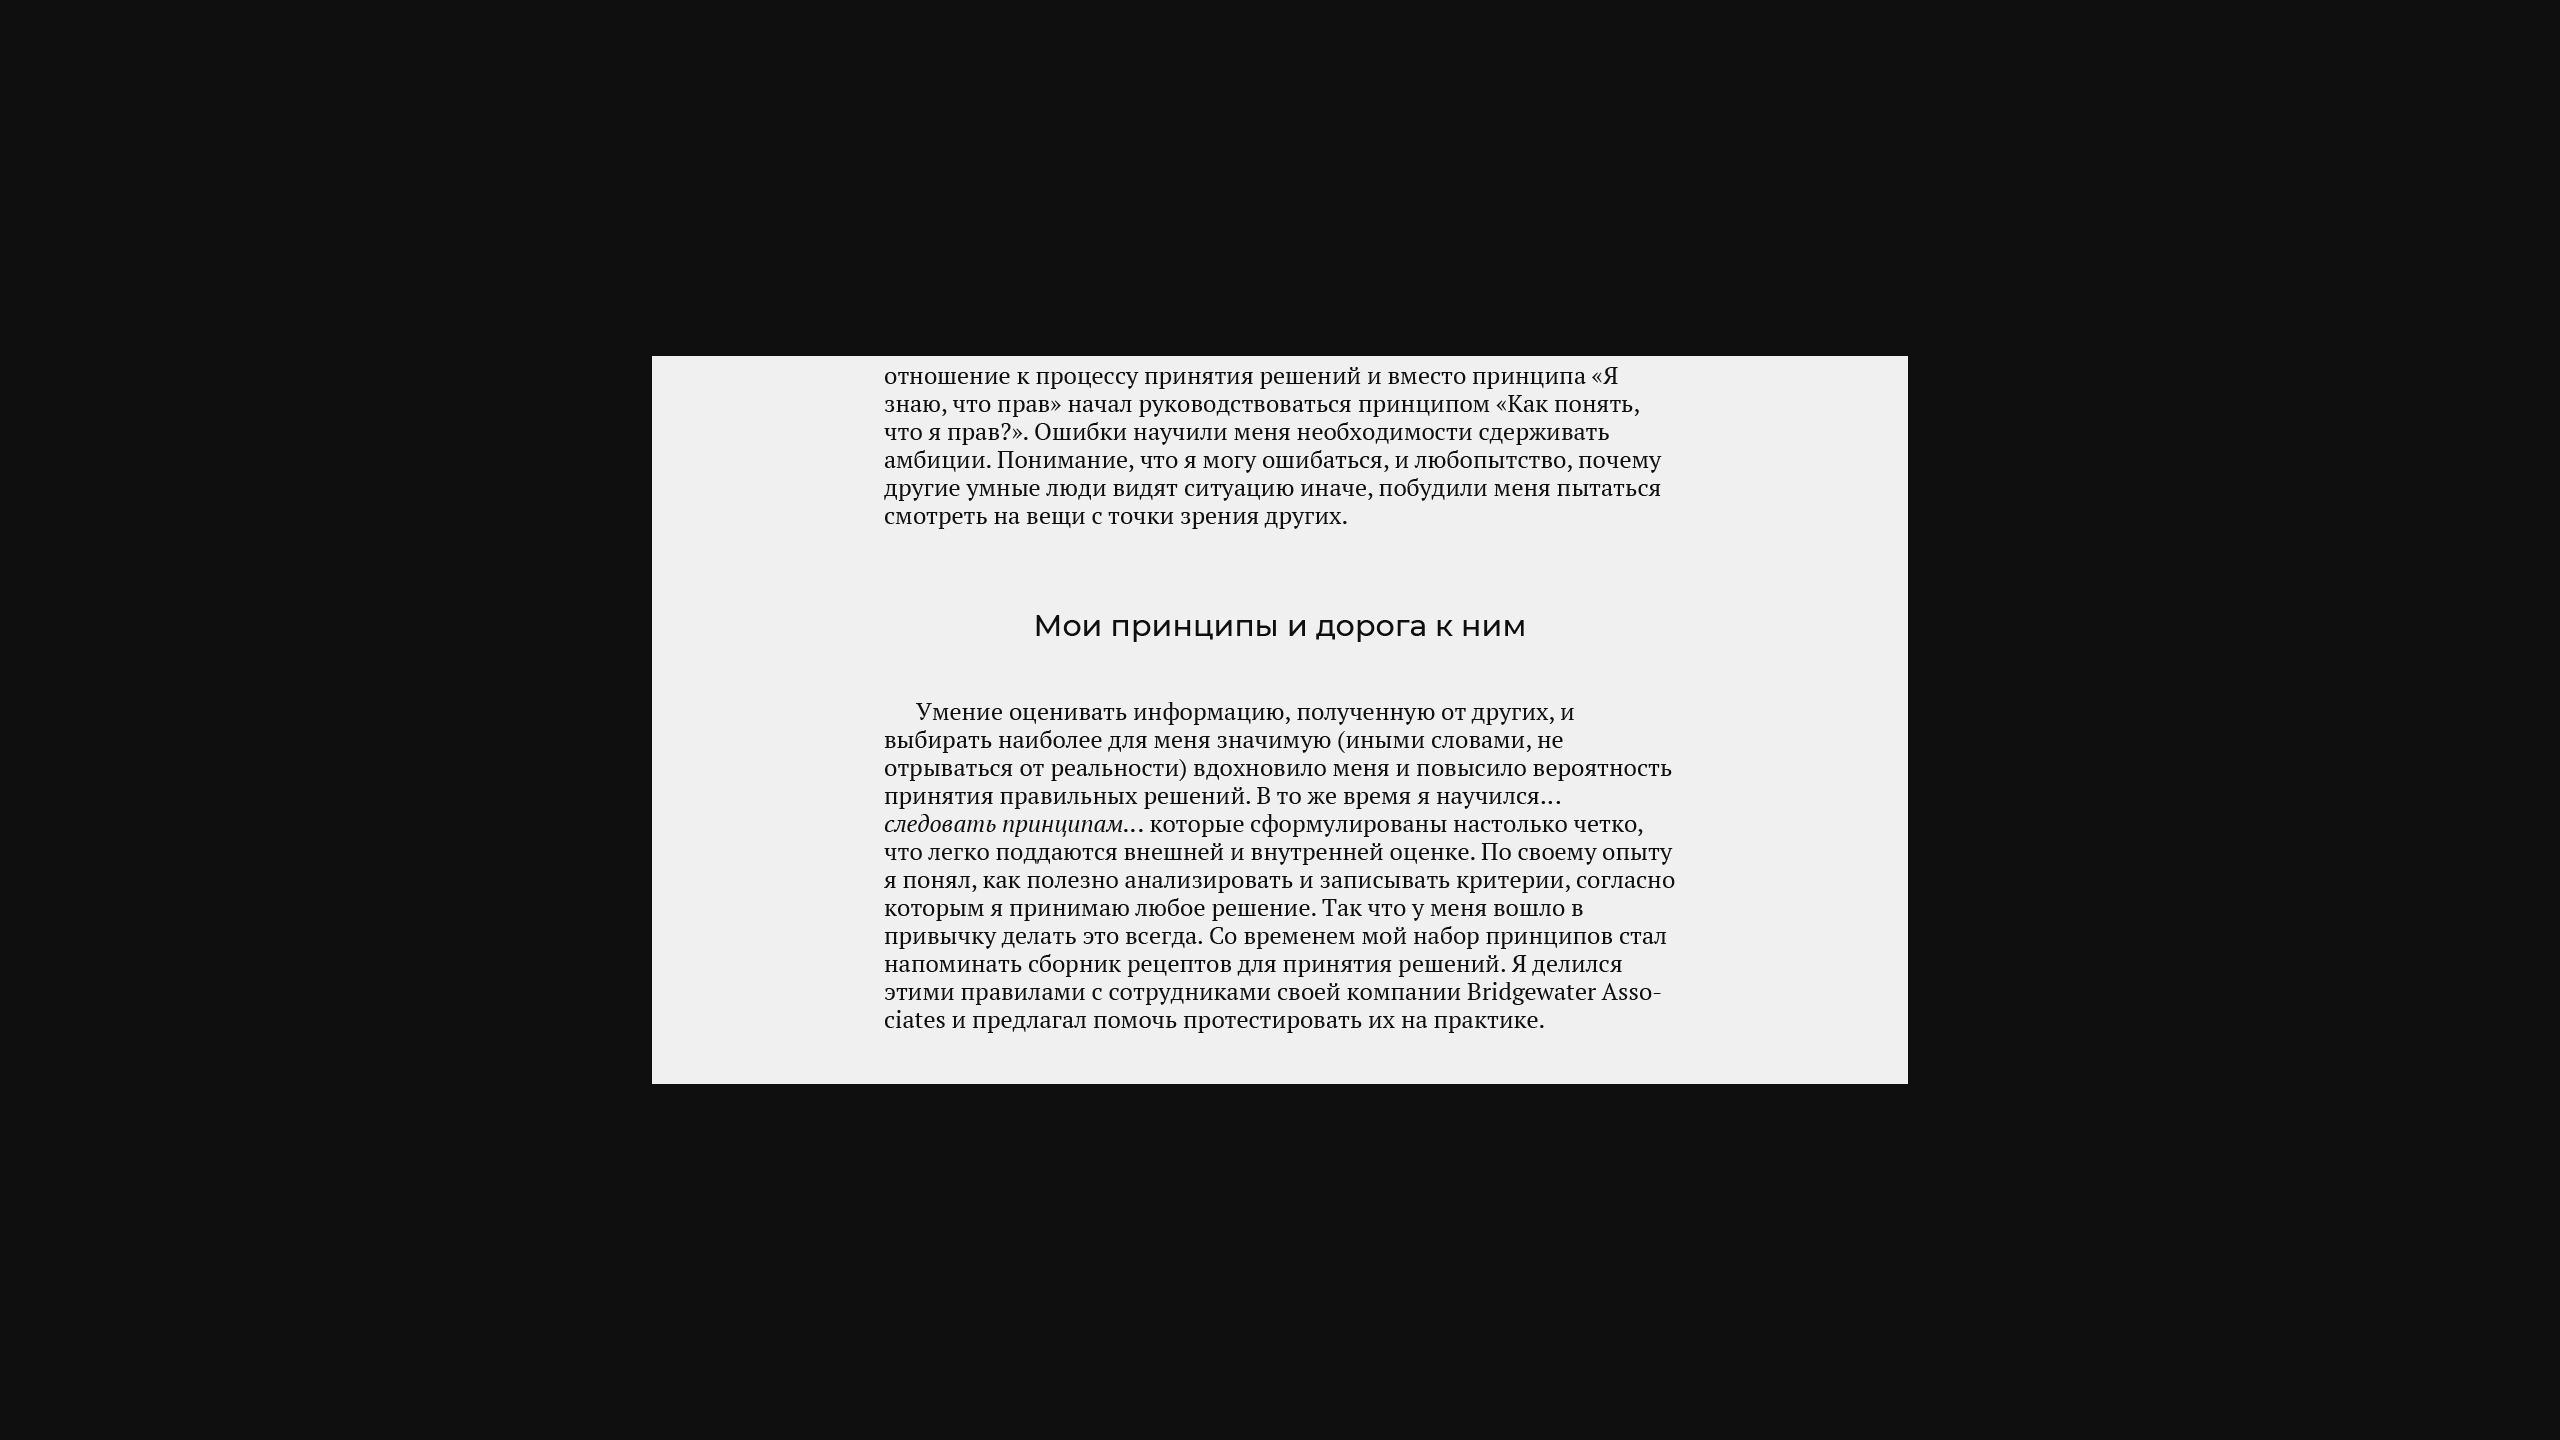 отношение к процессу принятия решений и вместо принципа «Я
знаю, что прав» начал руководствоваться принципом «Как понять,
что я прав?». Ошибки научили меня необходимости сдерживать
амбиции. Понимание, что я могу ошибаться, и любопытство, почему
другие умные люди видят ситуацию иначе, побудили меня пытаться
смотреть на вещи с точки зрения других.
Мои принципы и дорога к ним
Умение оценивать информацию, полученную от других, и
выбирать наиболее для меня значимую (иными словами, не
отрываться от реальности) вдохновило меня и повысило вероятность
принятия правильных решений. В то же время я научился…
следовать принципам… которые сформулированы настолько четко,
что легко поддаются внешней и внутренней оценке. По своему опыту
я понял, как полезно анализировать и записывать критерии, согласно
которым я принимаю любое решение. Так что у меня вошло в
привычку делать это всегда. Со временем мой набор принципов стал
напоминать сборник рецептов для принятия решений. Я делился
этими правилами с сотрудниками своей компании Bridgewater Asso-
ciates и предлагал помочь протестировать их на практике.